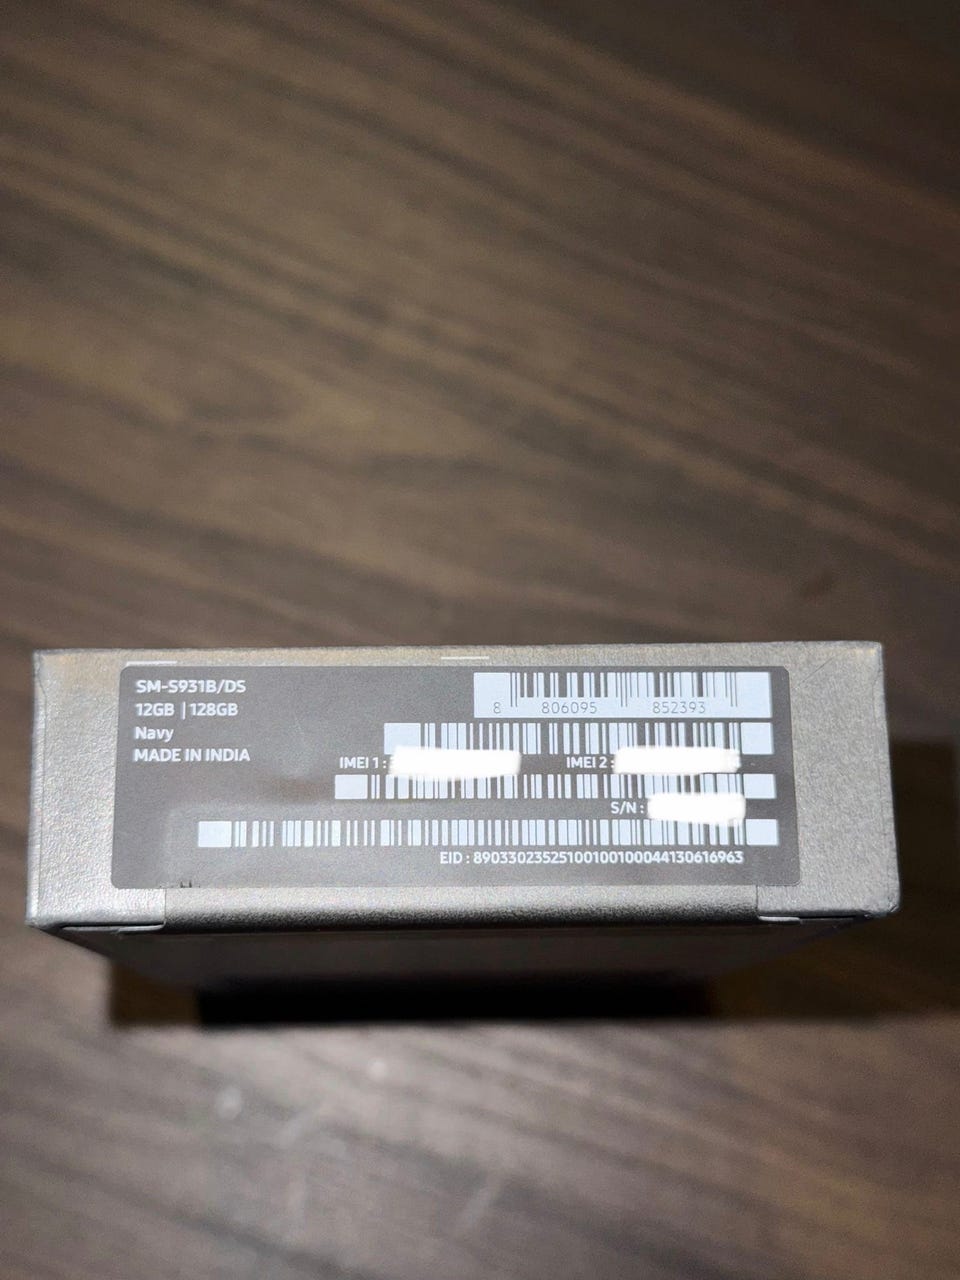 SM-S931B/DS
12GB | 128GB
Navy
MADE IN INDIA
8 806095 852393
IMEI 1 :
IMEI 2 :
S/N :
EID : 89033023525100100100044130616963